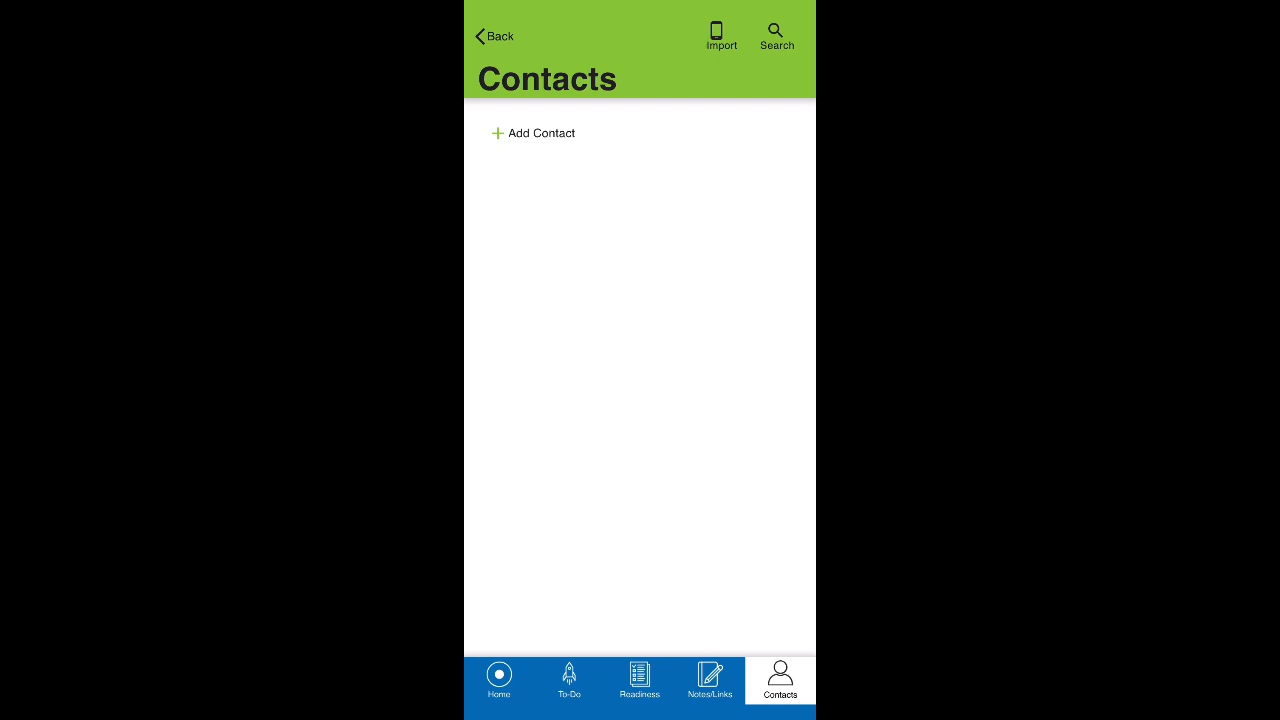 Back
Import
Search
Contacts
Add Contact
Home
To-Do
Readiness
Notes/Links
Contacts